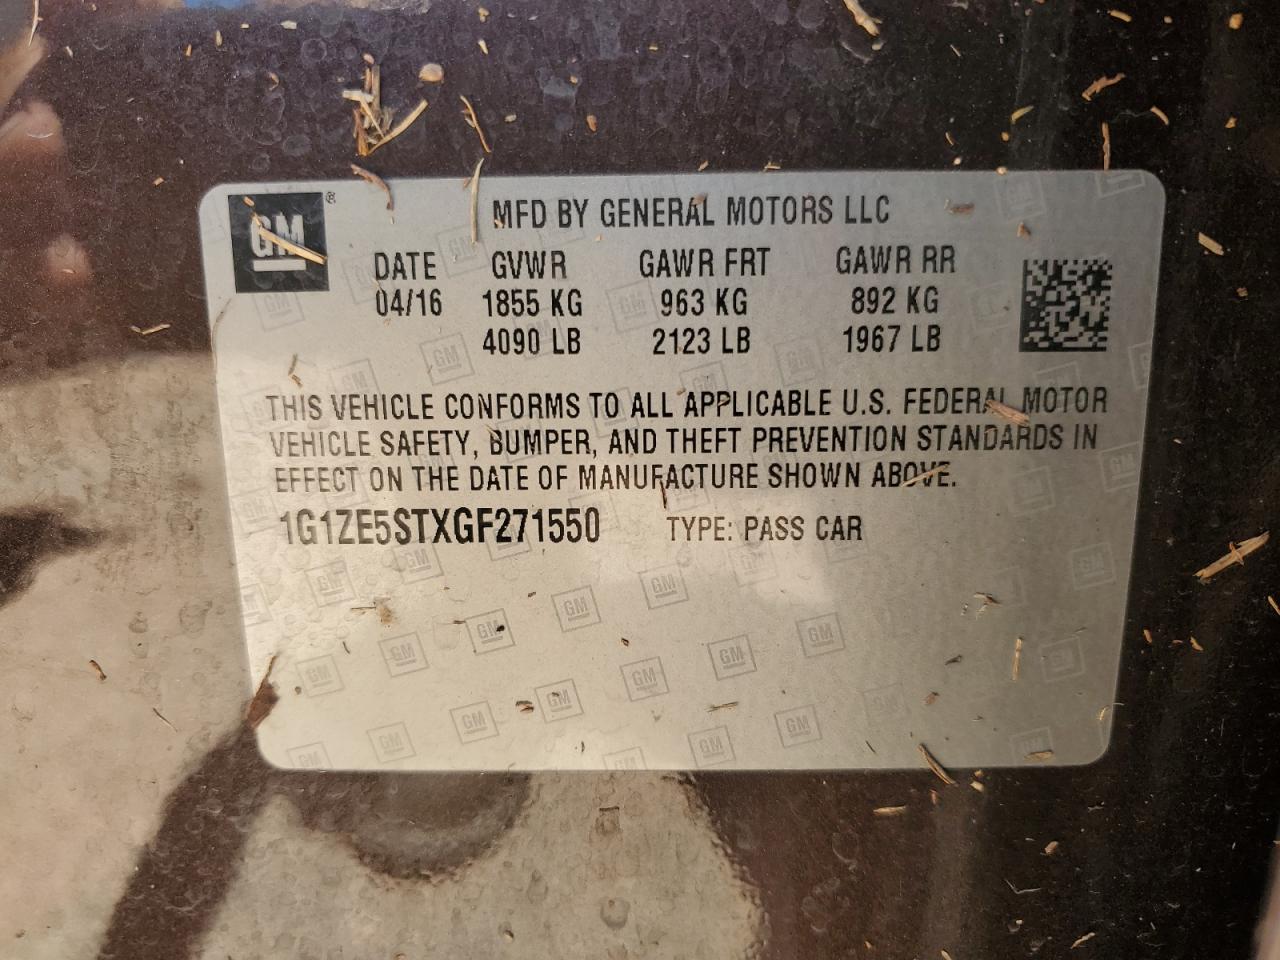 GM ®
MFD BY GENERAL MOTORS LLC
DATE GVWR GAWR FRT GAWR RR
04/16 1855 KG 963 KG 892 KG
4090 LB 2123 LB 1967 LB
THIS VEHICLE CONFORMS TO ALL APPLICABLE U.S. FEDERAL MOTOR
VEHICLE SAFETY, BUMPER, AND THEFT PREVENTION STANDARDS IN
EFFECT ON THE DATE OF MANUFACTURE SHOWN ABOVE.
1G1ZE5STXGF271550 TYPE: PASS CAR